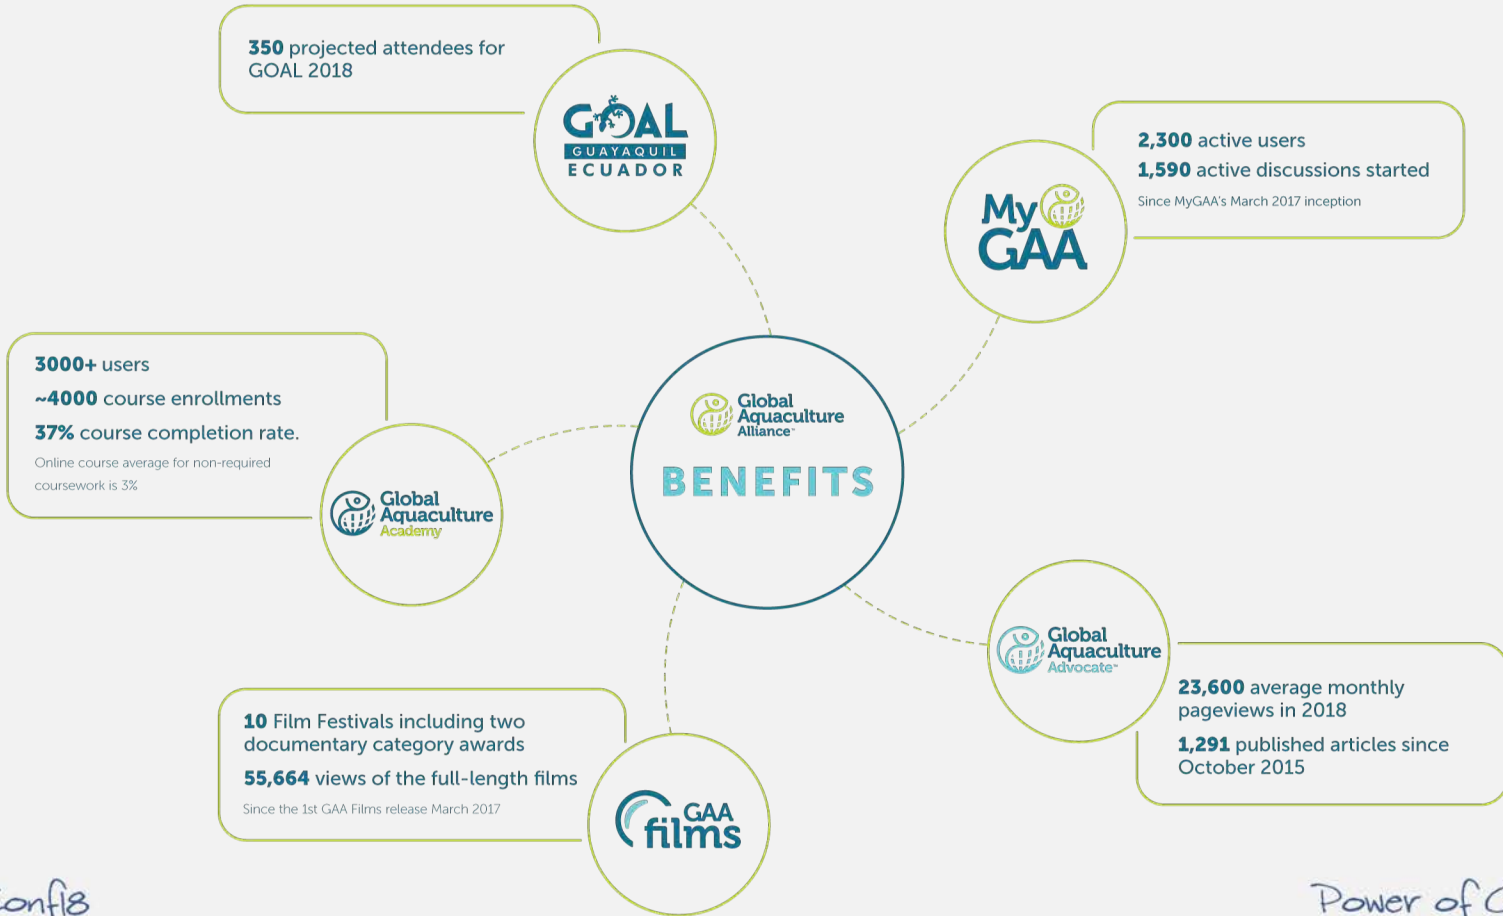 350 projected attendees for
GOAL 2018
GOAL
GUAYAQUIL
ECUADOR
2,300 active users
1,590 active discussions started
Since MyGAA's March 2017 inception
My
GAA
3000+ users
~4000 course enrollments
37% course completion rate.
Online course average for non-required
coursework is 3%
Global
Aquaculture
Academy
Global
Aquaculture
Alliance™
BENEFITS
Global
Aquaculture
Advocate™
23,600 average monthly
pageviews in 2018
1,291 published articles since
October 2015
10 Film Festivals including two
documentary category awards
55,664 views of the full-length films
Since the 1st GAA Films release March 2017
GAA
films
Power of